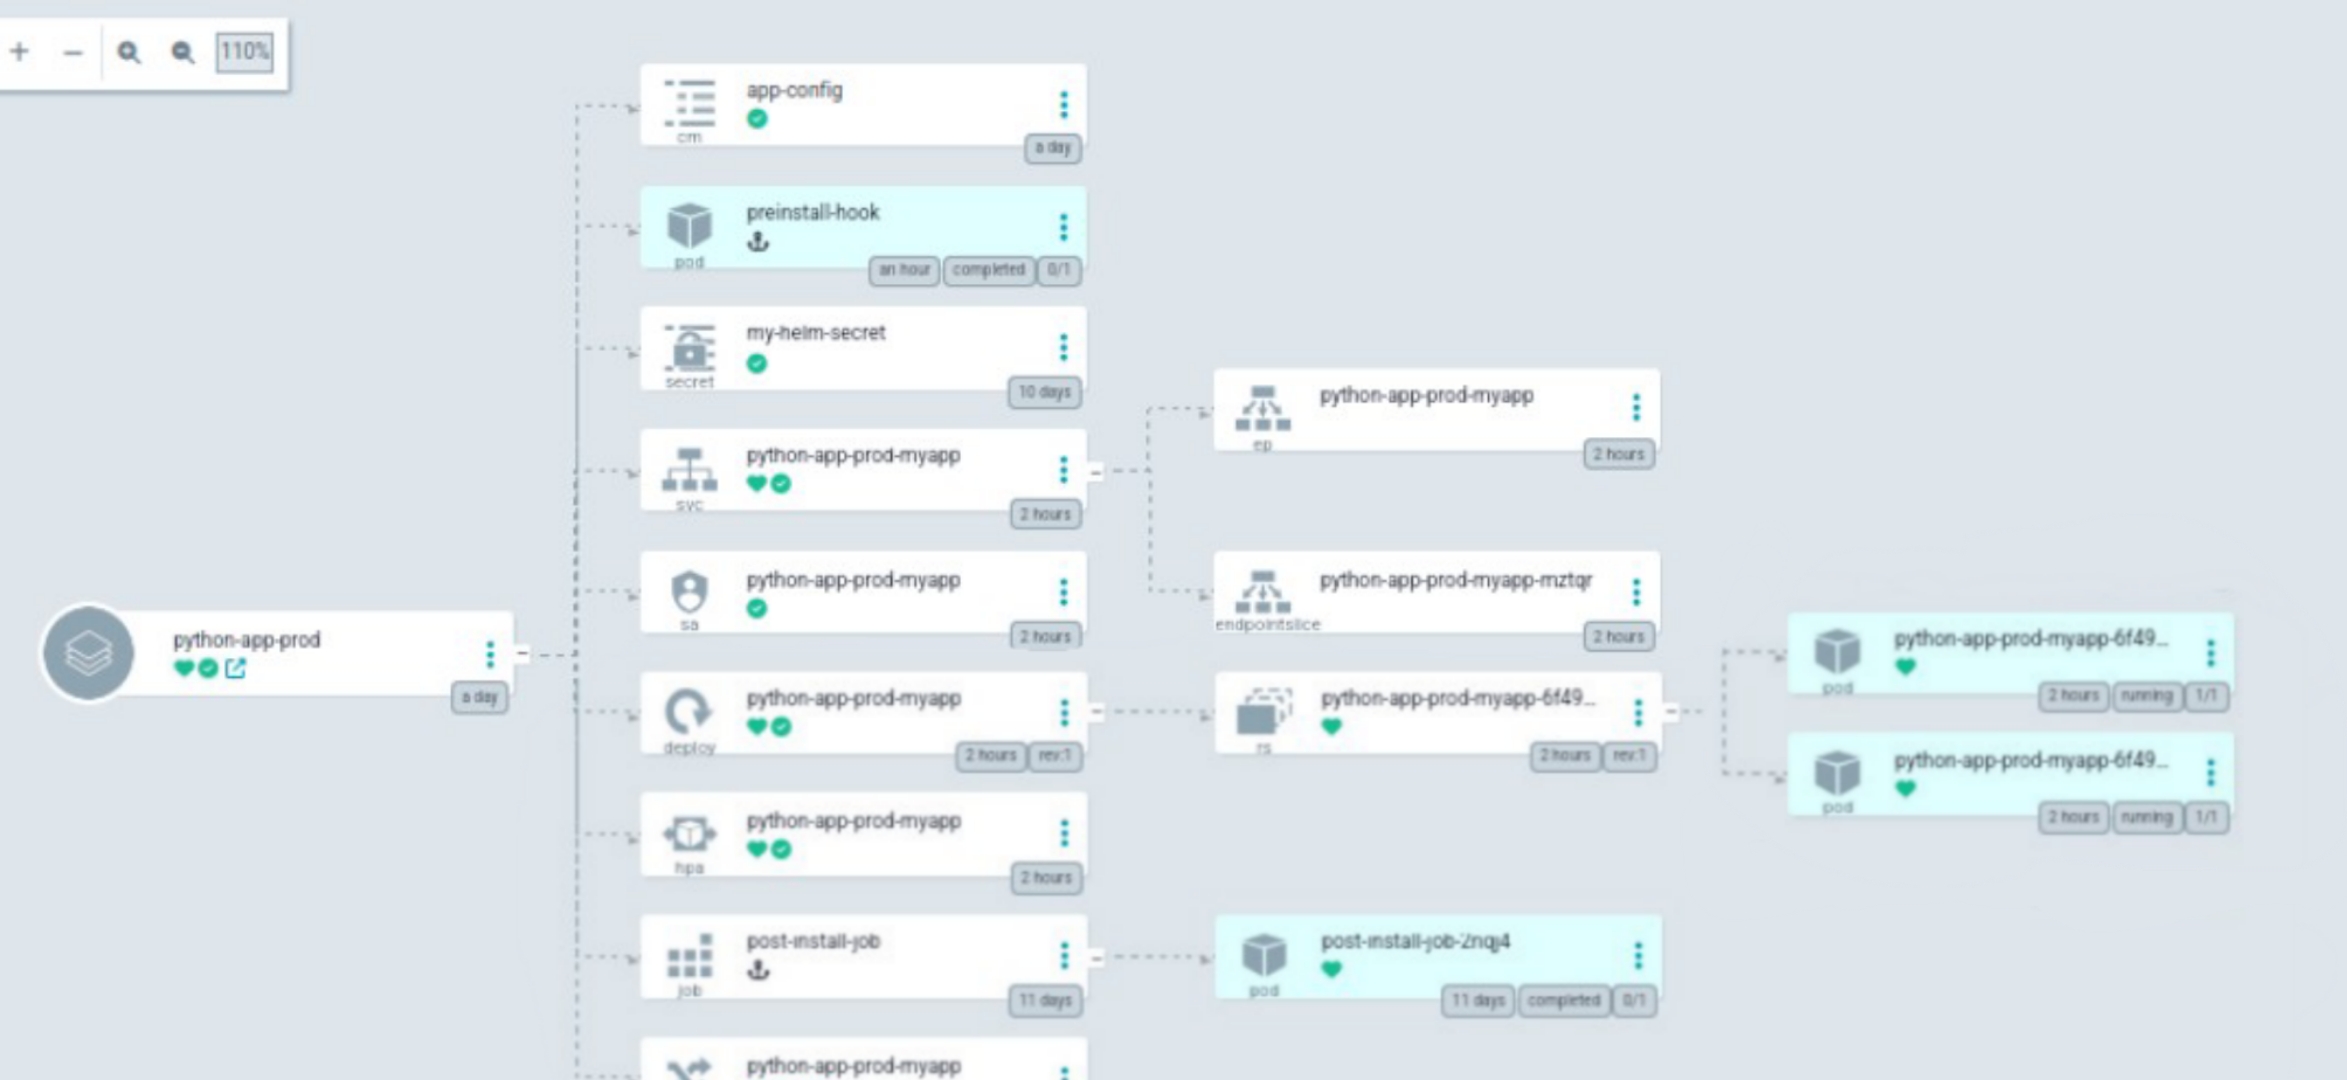 110%
app-config
cm
a day
preinstall-hook
pod
an hour completed 0/1
my-helm-secret
secret
10 days
python-app-prod-myapp
svc
2 hours
python-app-prod-myapp
ep
2 hours
python-app-prod-myapp
sa
2 hours
python-app-prod-myapp-mztqr
endpointslice
2 hours
python-app-prod
a day
python-app-prod-myapp
deploy
2 hours rev:1
python-app-prod-myapp-6f49...
rs
2 hours rev:1
python-app-prod-myapp-6f49...
pod
2 hours running 1/1
python-app-prod-myapp-6f49...
pod
2 hours running 1/1
python-app-prod-myapp
hpa
2 hours
post-install-job
job
11 days
post-install-job-2nqj4
pod
11 days completed 0/1
python-app-prod-myapp